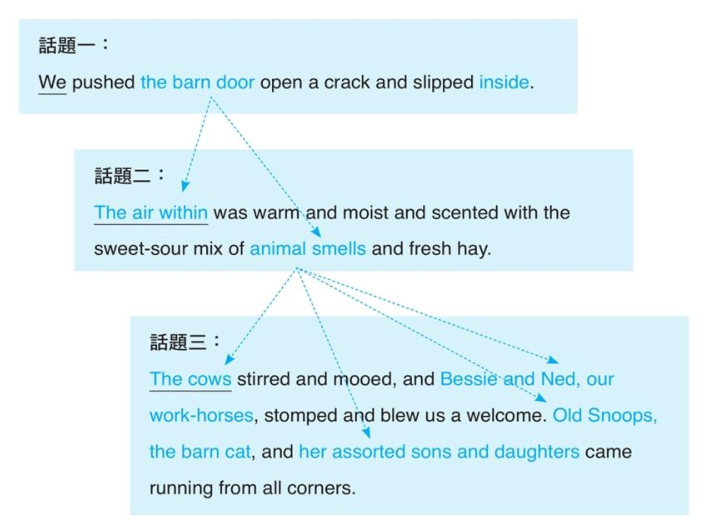 話題一：
We pushed the barn door open a crack and slipped inside.
話題二：
The air within was warm and moist and scented with the
sweet-sour mix of animal smells and fresh hay.
話題三：
The cows stirred and mooed, and Bessie and Ned, our
work-horses, stomped and blew us a welcome. Old Snoops,
the barn cat, and her assorted sons and daughters came
running from all corners.